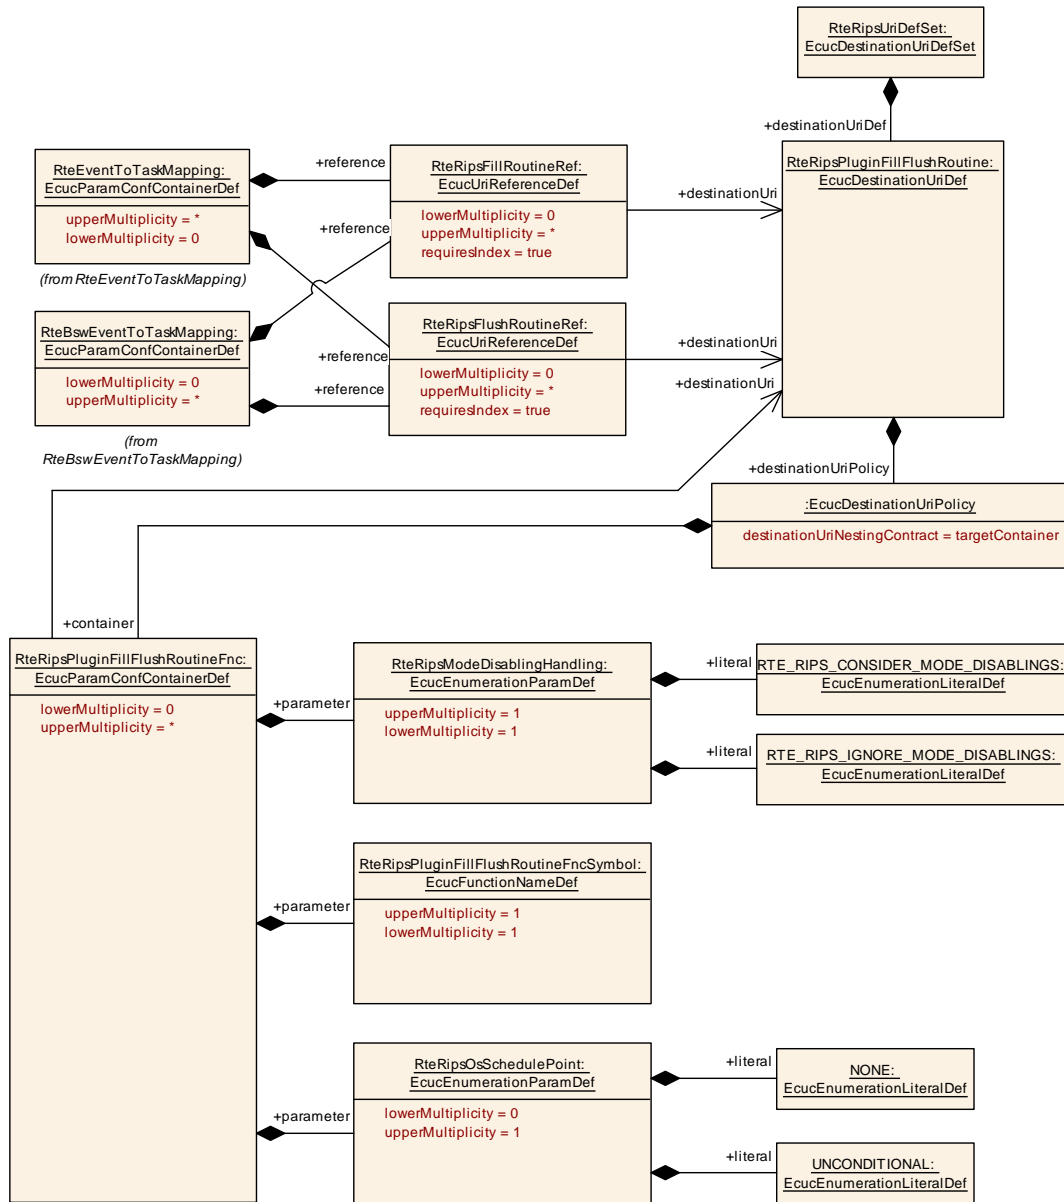 RteRipsUriDefSet:
EcucDestinationUriDefSet
+destinationUriDef
RteRipsPluginFillFlushRoutine:
EcucDestinationUriDef
RteEventToTaskMapping:
EcucParamConfContainerDef
upperMultiplicity = *
lowerMultiplicity = 0
(from RteEventToTaskMapping)
+reference
RteRipsFillRoutineRef:
EcucUriReferenceDef
lowerMultiplicity = 0
upperMultiplicity = *
requiresIndex = true
+destinationUri
+reference
RteBswEventToTaskMapping:
EcucParamConfContainerDef
lowerMultiplicity = 0
upperMultiplicity = *
(from
RteBswEventToTaskMapping)
+reference
+reference
RteRipsFlushRoutineRef:
EcucUriReferenceDef
lowerMultiplicity = 0
upperMultiplicity = *
requiresIndex = true
+destinationUri
+destinationUri
+destinationUriPolicy
:EcucDestinationUriPolicy
destinationUriNestingContract = targetContainer
+container
RteRipsPluginFillFlushRoutineFnc:
EcucParamConfContainerDef
lowerMultiplicity = 0
upperMultiplicity = *
+parameter
RteRipsModeDisablingHandling:
EcucEnumerationParamDef
upperMultiplicity = 1
lowerMultiplicity = 1
+literal
RTE_RIPS_CONSIDER_MODE_DISABLINGS:
EcucEnumerationLiteralDef
+literal
RTE_RIPS_IGNORE_MODE_DISABLINGS:
EcucEnumerationLiteralDef
+parameter
RteRipsPluginFillFlushRoutineFncSymbol:
EcucFunctionNameDef
upperMultiplicity = 1
lowerMultiplicity = 1
+parameter
RteRipsOsSchedulePoint:
EcucEnumerationParamDef
lowerMultiplicity = 0
upperMultiplicity = 1
+literal
NONE:
EcucEnumerationLiteralDef
+literal
UNCONDITIONAL:
EcucEnumerationLiteralDef